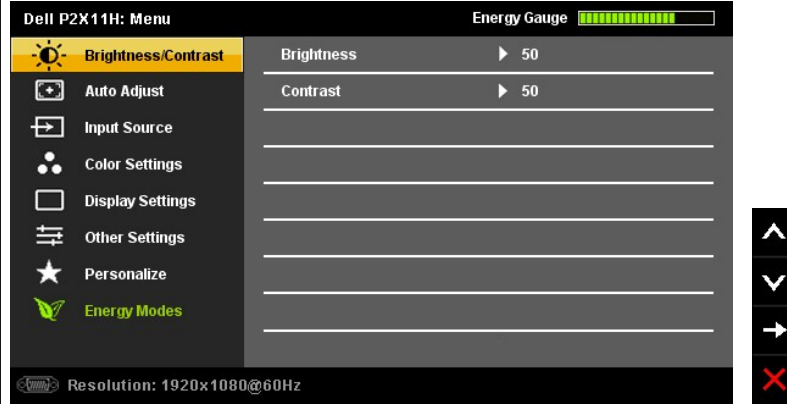 Dell P2X11H: Menu Energy Gauge
Brightness/Contrast Brightness 50
Auto Adjust Contrast 50
Input Source
Color Settings
Display Settings
Other Settings
Personalize
Energy Modes
Resolution: 1920x1080@60Hz